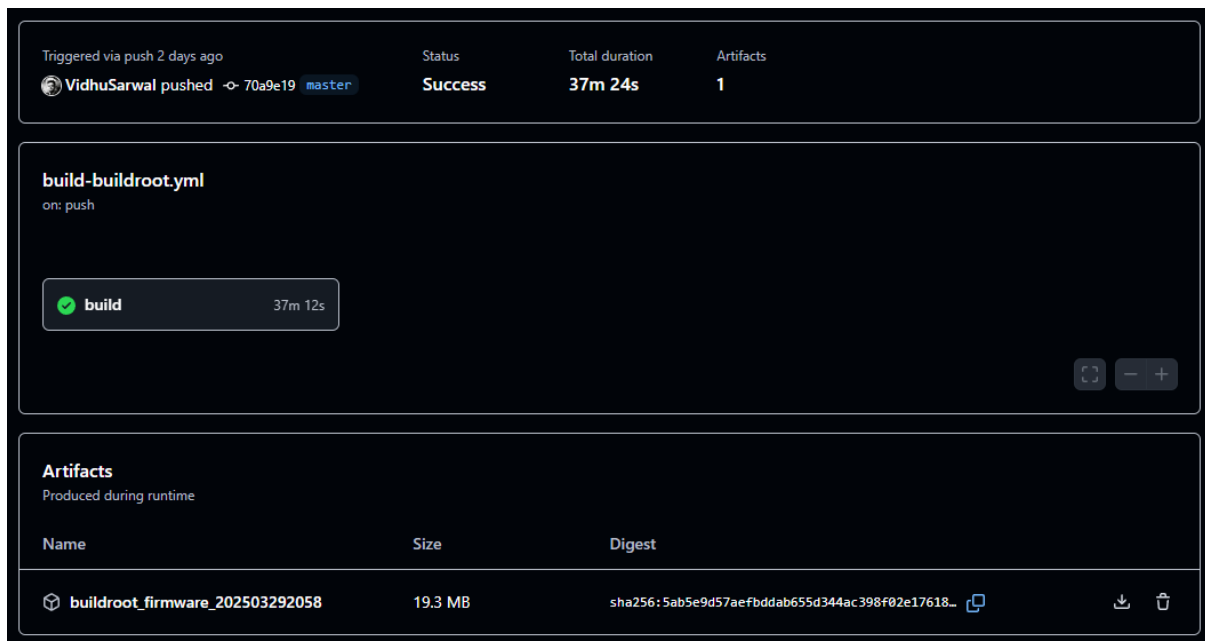 Triggered via push 2 days ago
Status
Total duration
Artifacts
VidhuSarwal pushed 70a9e19 master
Success
37m 24s
1
build-buildroot.yml
on: push
build
37m 12s
Artifacts
Produced during runtime
Name
Size
Digest
buildroot_firmware_202503292058
19.3 MB
sha256:5ab5e9d57aefbddab655d344ac398f02e17618…